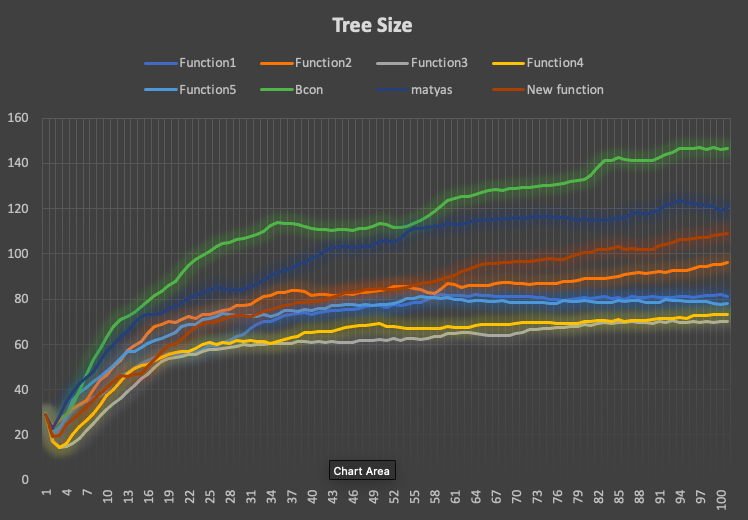 Tree Size
Function1 Function2 Function3 Function4
Function5 Bcon matyas New function
160
140
120
100
80
60
40
20
0
Chart Area
1 4 7 10 13 16 19 22 25 28 31 34 37 40 43 46 49 52 55 58 61 64 67 70 73 76 79 82 85 88 91 94 97 100